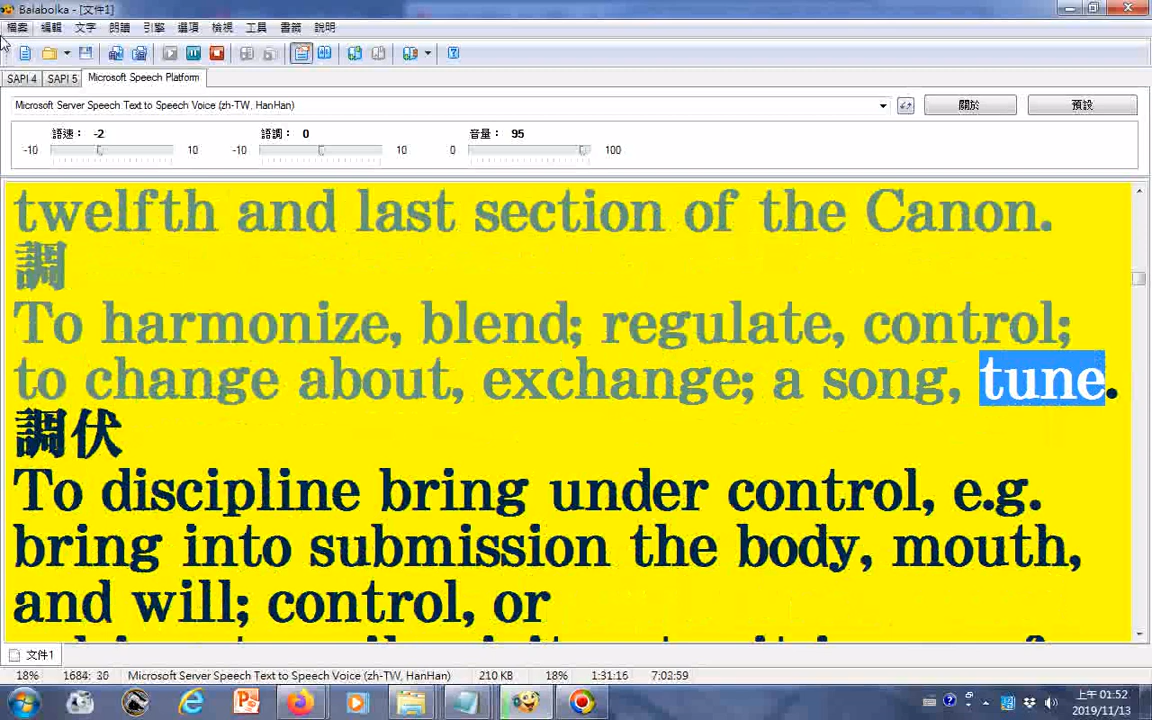 Balabolka - [文件1]
檔案 編輯 文字 朗讀 引擎 選項 檢視 工具 書籤 說明
SAPI 4 SAPI 5 Microsoft Speech Platform
Microsoft Server Speech Text to Speech Voice (zh-TW, HanHan) 關於 預設
語速： -2 語調： 0 音量： 95
-10 10 -10 10 0 100
twelfth and last section of the Canon.
調
To harmonize, blend; regulate, control;
to change about, exchange; a song, tune.
調伏
To discipline bring under control, e.g.
bring into submission the body, mouth,
and will; control, or
文件1
18% 1684: 30 Microsoft Server Speech Text to Speech Voice (zh-TW, HanHan) 210 KB 18% 1:31:16 7:02:59
上午 01:52
2019/11/13